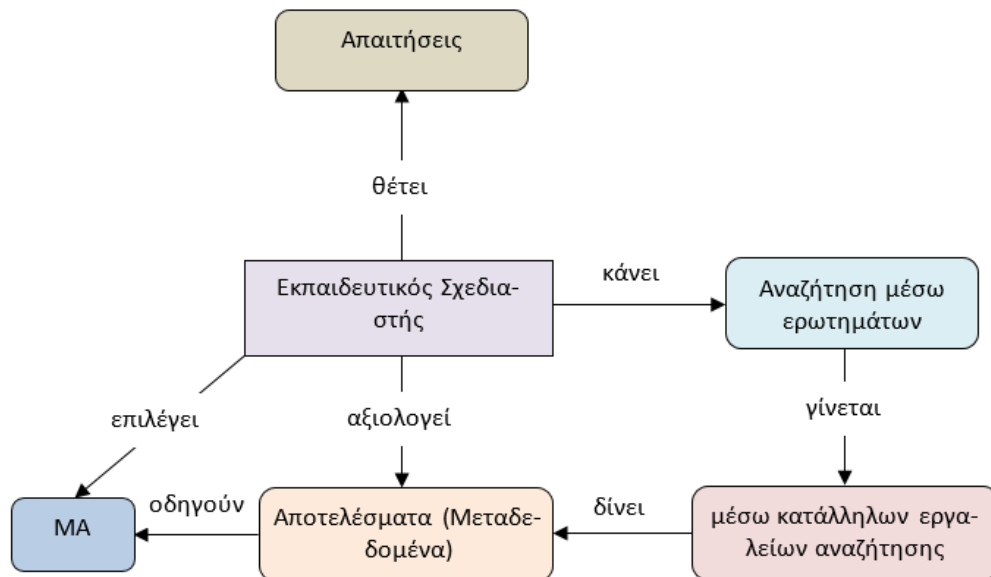 Απαιτήσεις
θέτει
Εκπαιδευτικός Σχεδια-
στής
κάνει
Αναζήτηση μέσω
ερωτημάτων
επιλέγει
αξιολογεί
γίνεται
ΜΑ
οδηγούν
Αποτελέσματα (Μεταδε-
δομένα)
δίνει
μέσω κατάλληλων εργα-
λείων αναζήτησης